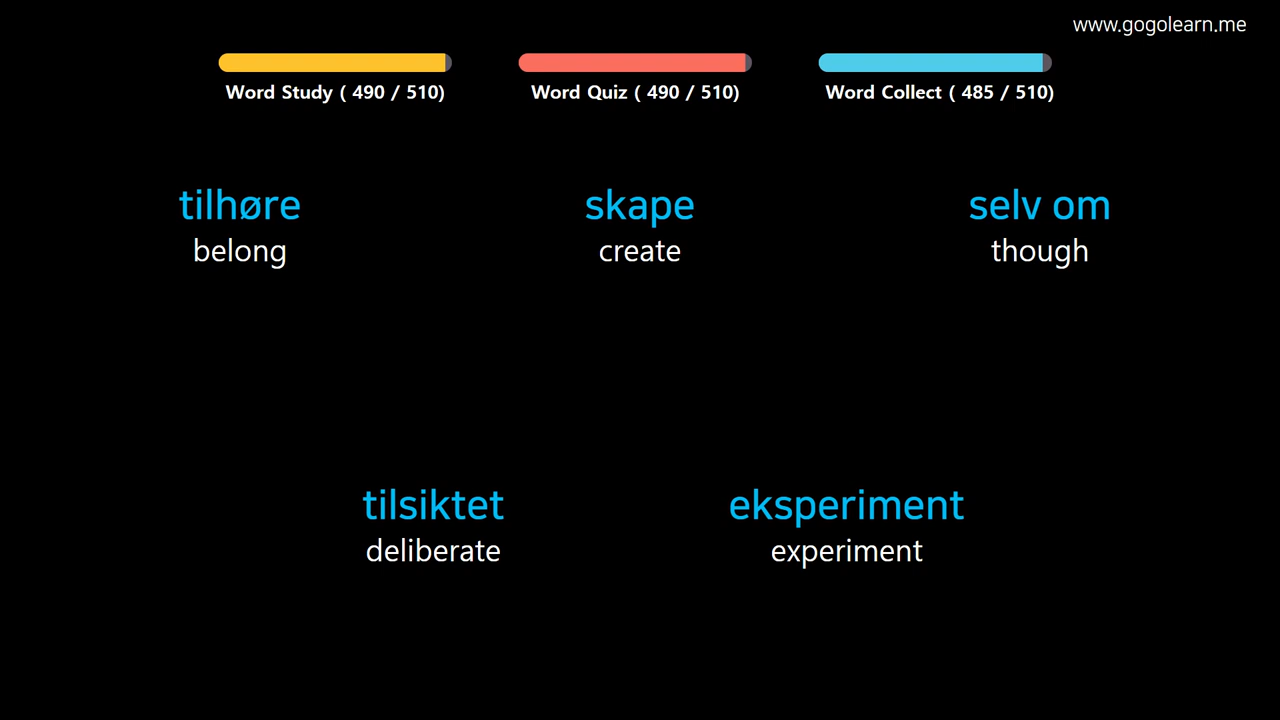 www.gogolearn.me
Word Study ( 490 / 510)
Word Quiz ( 490 / 510)
Word Collect ( 485 / 510)
tilhøre
belong
skape
create
selv om
though
tilsiktet
deliberate
eksperiment
experiment